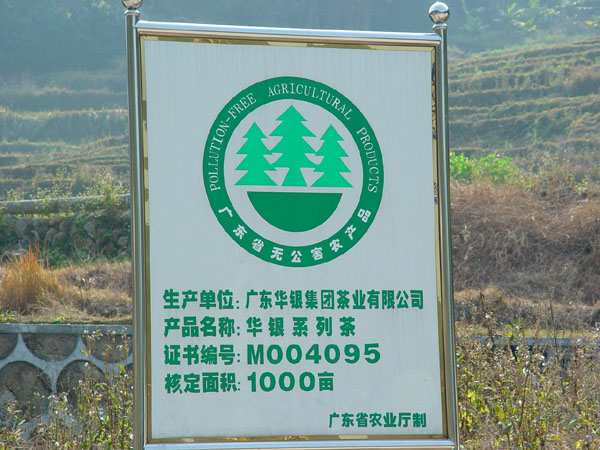 POLLUTION-FREE AGRICULTURAL PRODUCTS
广东省无公害农产品
生产单位: 广东华银集团茶业有限公司
产品名称: 华银系列茶
证书编号: M004095
核定面积: 1000亩
广东省农业厅制